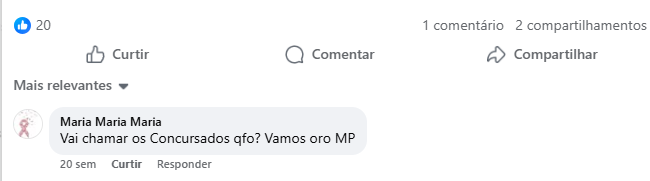 20
1 comentário 2 compartilhamentos
Curtir Comentar Compartilhar
Mais relevantes
Maria Maria Maria
Vai chamar os Concursados qfo? Vamos oro MP
20 sem Curtir Responder